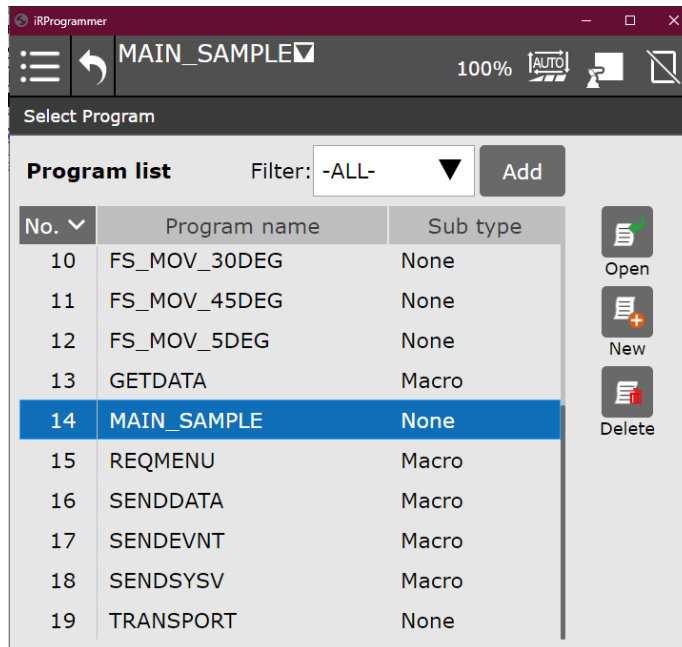 iRProgrammer
MAIN_SAMPLE
100% AUTO
Select Program
Program list Filter: -ALL- Add
No. Program name Sub type
10 FS_MOV_30DEG None
11 FS_MOV_45DEG None
12 FS_MOV_5DEG None
13 GETDATA Macro
14 MAIN_SAMPLE None
15 REQMENU Macro
16 SENDDATA Macro
17 SENDEVNT Macro
18 SENDSYSV Macro
19 TRANSPORT None
Open
New
Delete